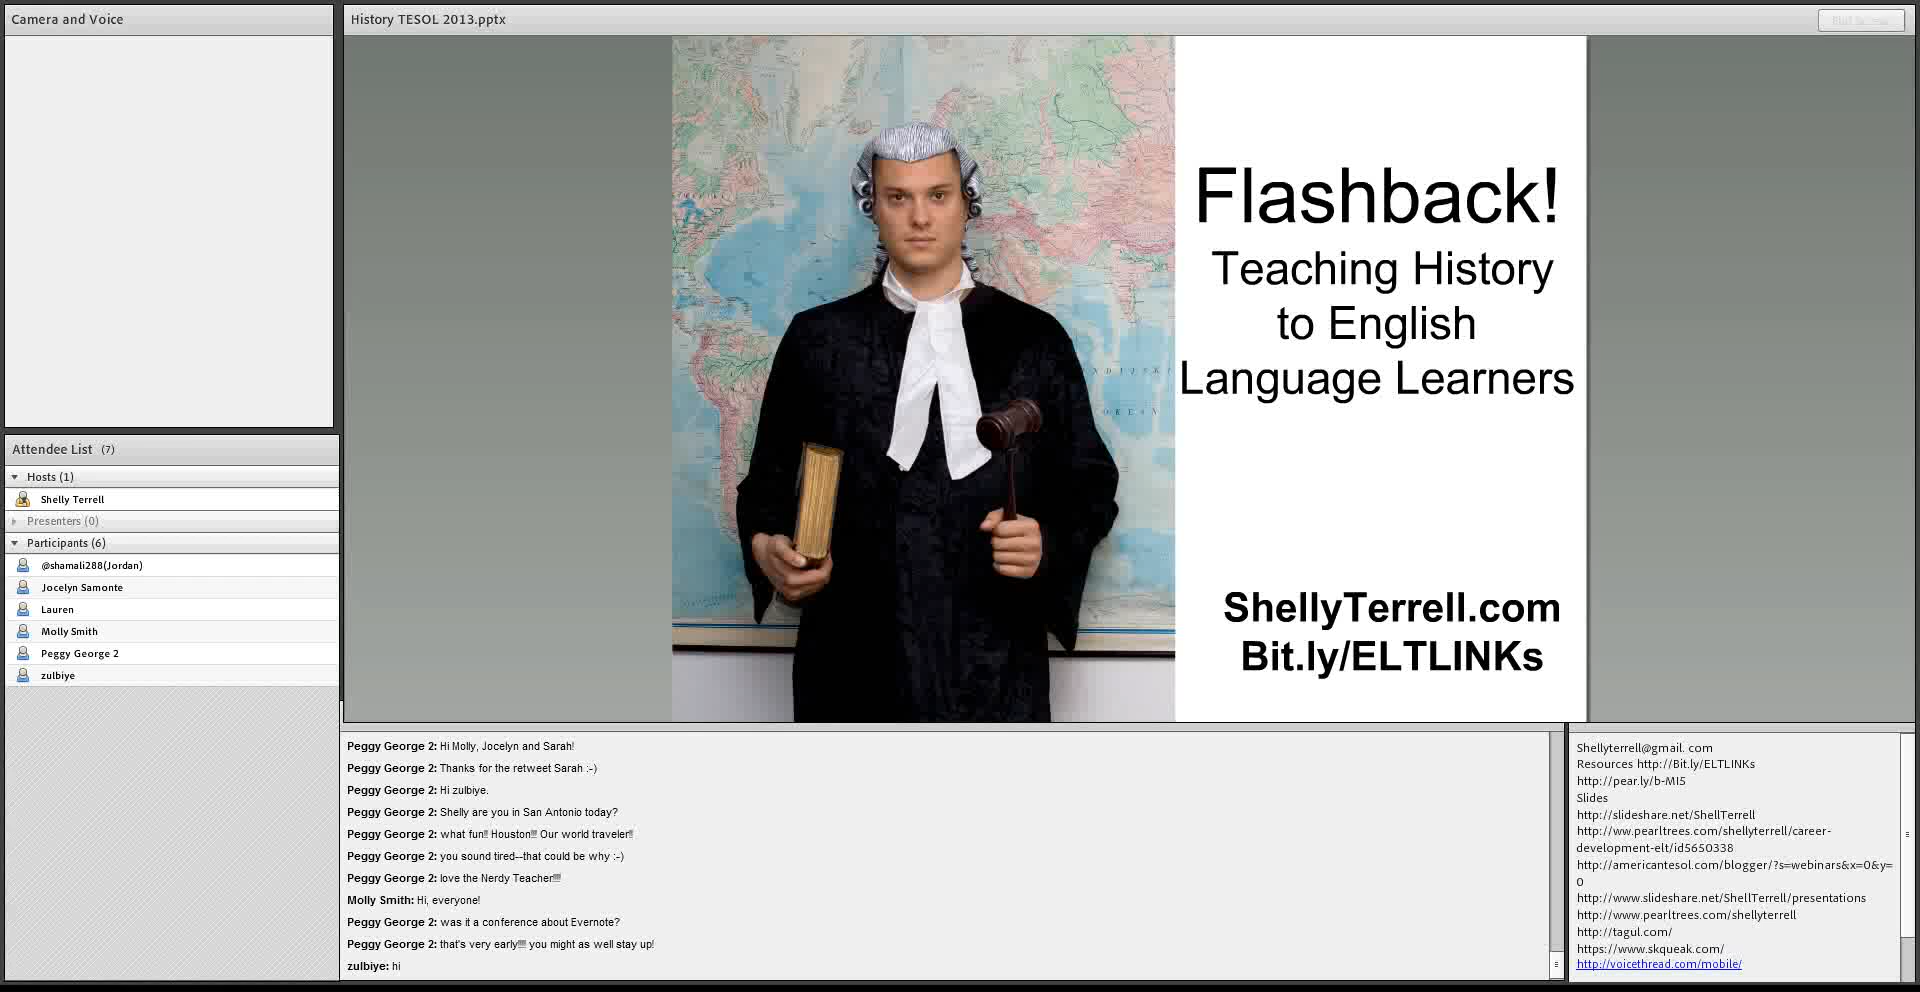 Camera and Voice
History TESOL 2013.pptx
Flashback!
Teaching History
to English
Language Learners
ShellyTerrell.com
Bit.ly/ELTLINKs
Attendee List (7)
Hosts (1)
Shelly Terrell
Presenters (0)
Participants (6)
@shamali288(Jordan)
Jocelyn Samonte
Lauren
Molly Smith
Peggy George 2
zulbiye
Peggy George 2: Hi Molly, Jocelyn and Sarah!
Peggy George 2: Thanks for the retweet Sarah :-)
Peggy George 2: Hi zulbiye.
Peggy George 2: Shelly are you in San Antonio today?
Peggy George 2: what fun!! Houston!!! Our world traveler!!
Peggy George 2: you sound tired--that could be why :-)
Peggy George 2: love the Nerdy Teacher!!!!
Molly Smith: Hi, everyone!
Peggy George 2: was it a conference about Evernote?
Peggy George 2: that's very early!!!! you might as well stay up!
zulbiye: hi
Shellyterrell@gmail. com
Resources http://Bit.ly/ELTLINKs
http://pear.ly/b-MI5
Slides
http://slideshare.net/ShellTerrell
http://ww.pearltrees.com/shellyterrell/career-
development-elt/id5650338
http://americantesol.com/blogger/?s=webinars&x=0&y=
0
http://www.slideshare.net/ShellTerrell/presentations
http://www.pearltrees.com/shellyterrell
http://tagul.com/
https://www.skqueak.com/
http://voicethread.com/mobile/